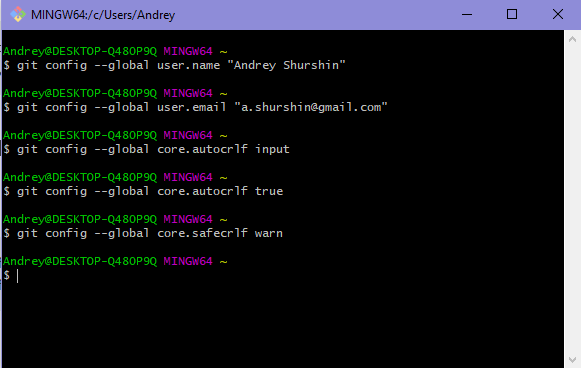 MINGW64:/c/Users/Andrey
Andrey@DESKTOP-Q480P9Q MINGW64 ~
$ git config --global user.name "Andrey Shurshin"
Andrey@DESKTOP-Q480P9Q MINGW64 ~
$ git config --global user.email "a.shurshin@gmail.com"
Andrey@DESKTOP-Q480P9Q MINGW64 ~
$ git config --global core.autocrlf input
Andrey@DESKTOP-Q480P9Q MINGW64 ~
$ git config --global core.autocrlf true
Andrey@DESKTOP-Q480P9Q MINGW64 ~
$ git config --global core.safecrlf warn
Andrey@DESKTOP-Q480P9Q MINGW64 ~
$